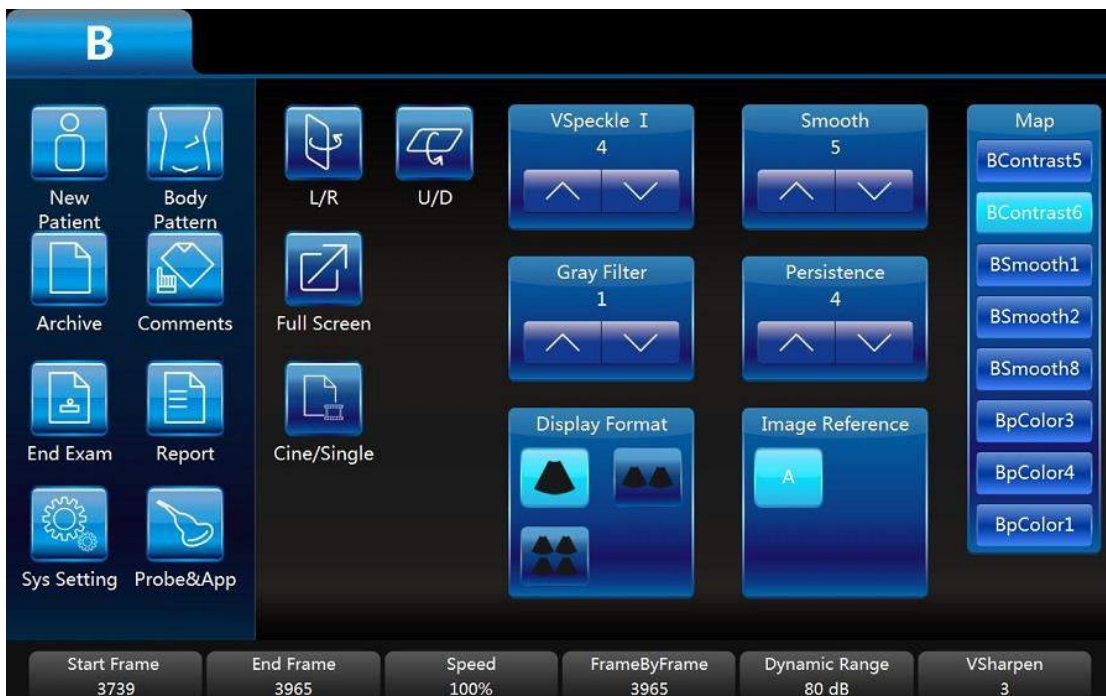 B
New
Patient
Body
Pattern
Archive
Comments
End Exam
Report
Sys Setting
Probe&App
L/R
U/D
Full Screen
Cine/Single
VSpeckle I
4
Smooth
5
Gray Filter
1
Persistence
4
Display Format
Image Reference
A
Map
BContrast5
BContrast6
BSmooth1
BSmooth2
BSmooth8
BpColor3
BpColor4
BpColor1
Start Frame
3739
End Frame
3965
Speed
100%
FrameByFrame
3965
Dynamic Range
80 dB
VSharpen
3